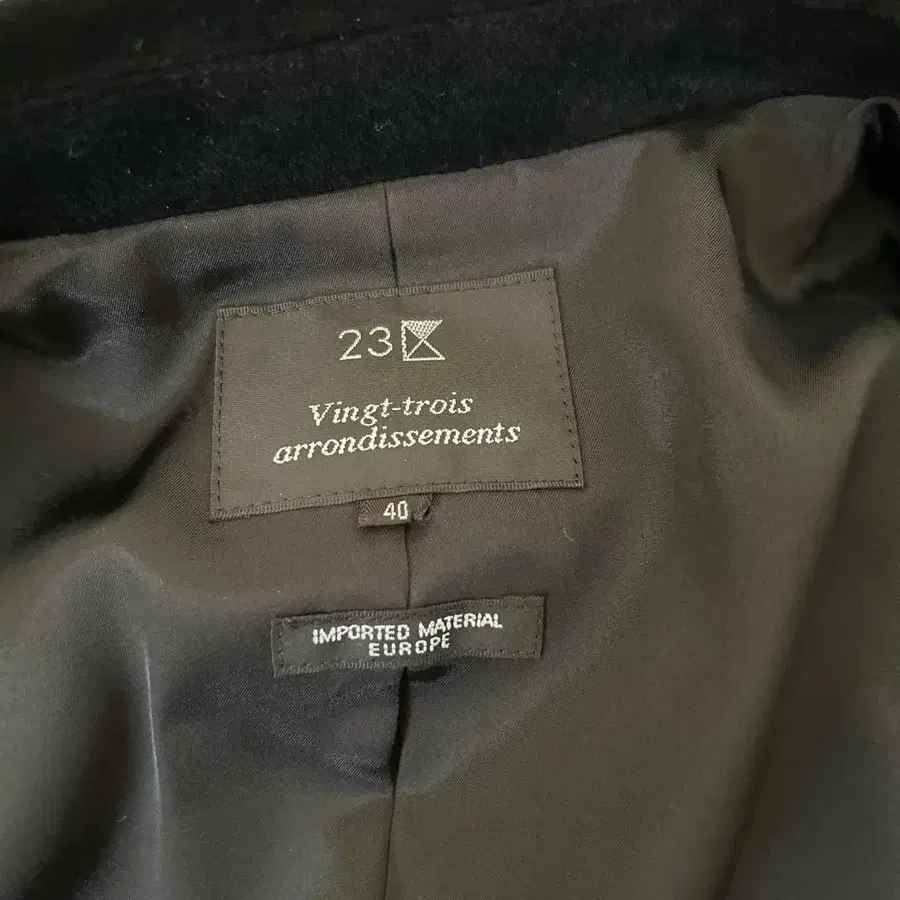 23
Vingt-trois
arrondissements
40
IMPORTED MATERIAL
EUROPE